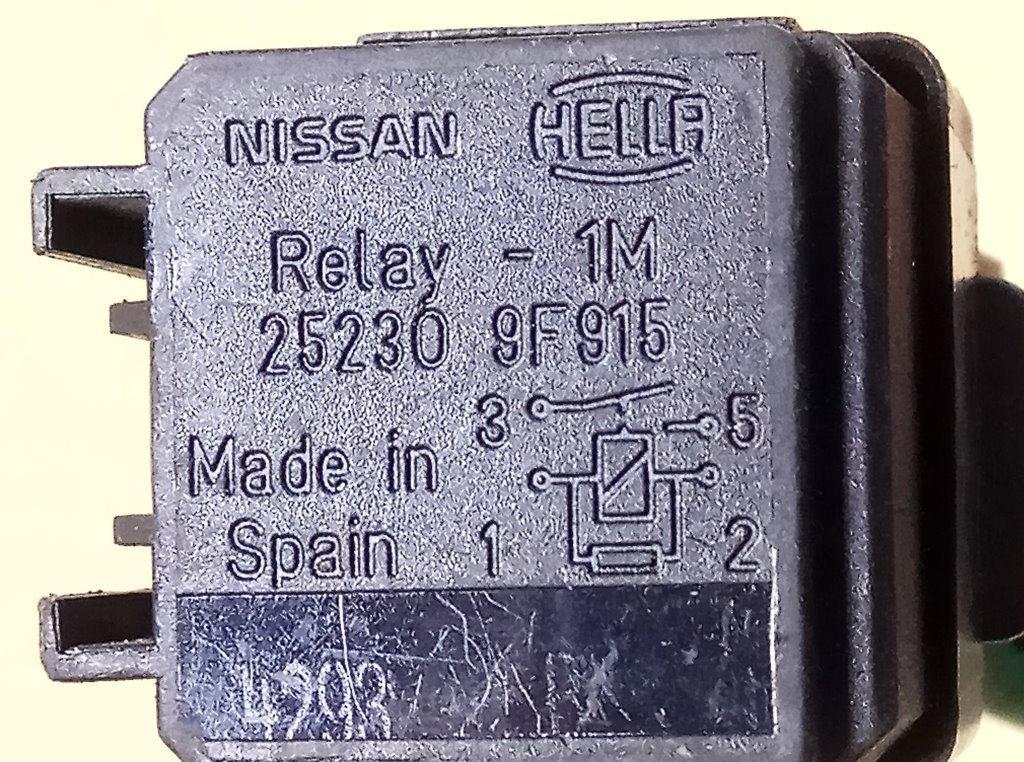 NISSAN HELLA
Relay - 1M
25230 9F915
3 5
Made in
Spain 1 2